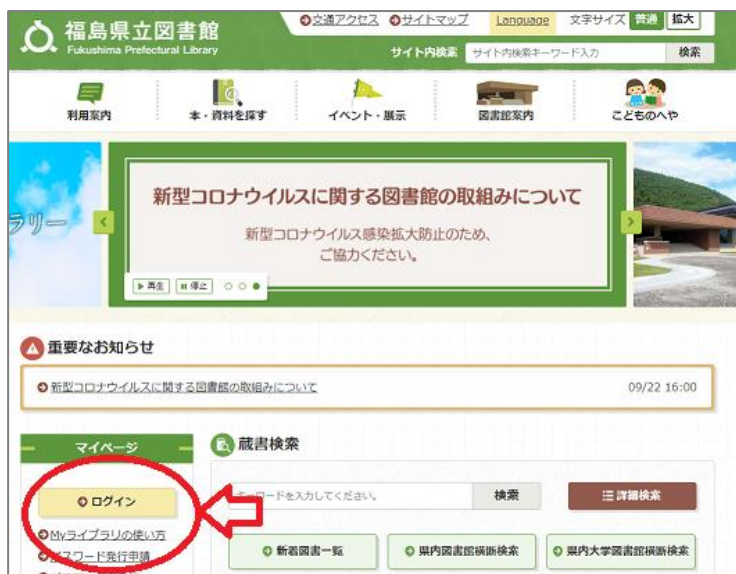 福島県立図書館
Fukushima Prefectural Library
交通アクセス サイトマップ Language 文字サイズ 普通 拡大
サイト内検索 サイト内検索キーワード入力 検索
利用案内 本・資料を探す イベント・展示 図書館案内 こどものへや
ラリー
新型コロナウイルスに関する図書館の取組みについて
新型コロナウイルス感染拡大防止のため、
ご協力ください。
再生 停止
重要なお知らせ
新型コロナウイルスに関する図書館の取組みについて 09/22 16:00
マイページ
ログイン
Myライブラリの使い方
パスワード発行申請
蔵書検索
キーワードを入力してください。 検索 詳細検索
新着図書一覧 県内図書館横断検索 県内大学図書館横断検索